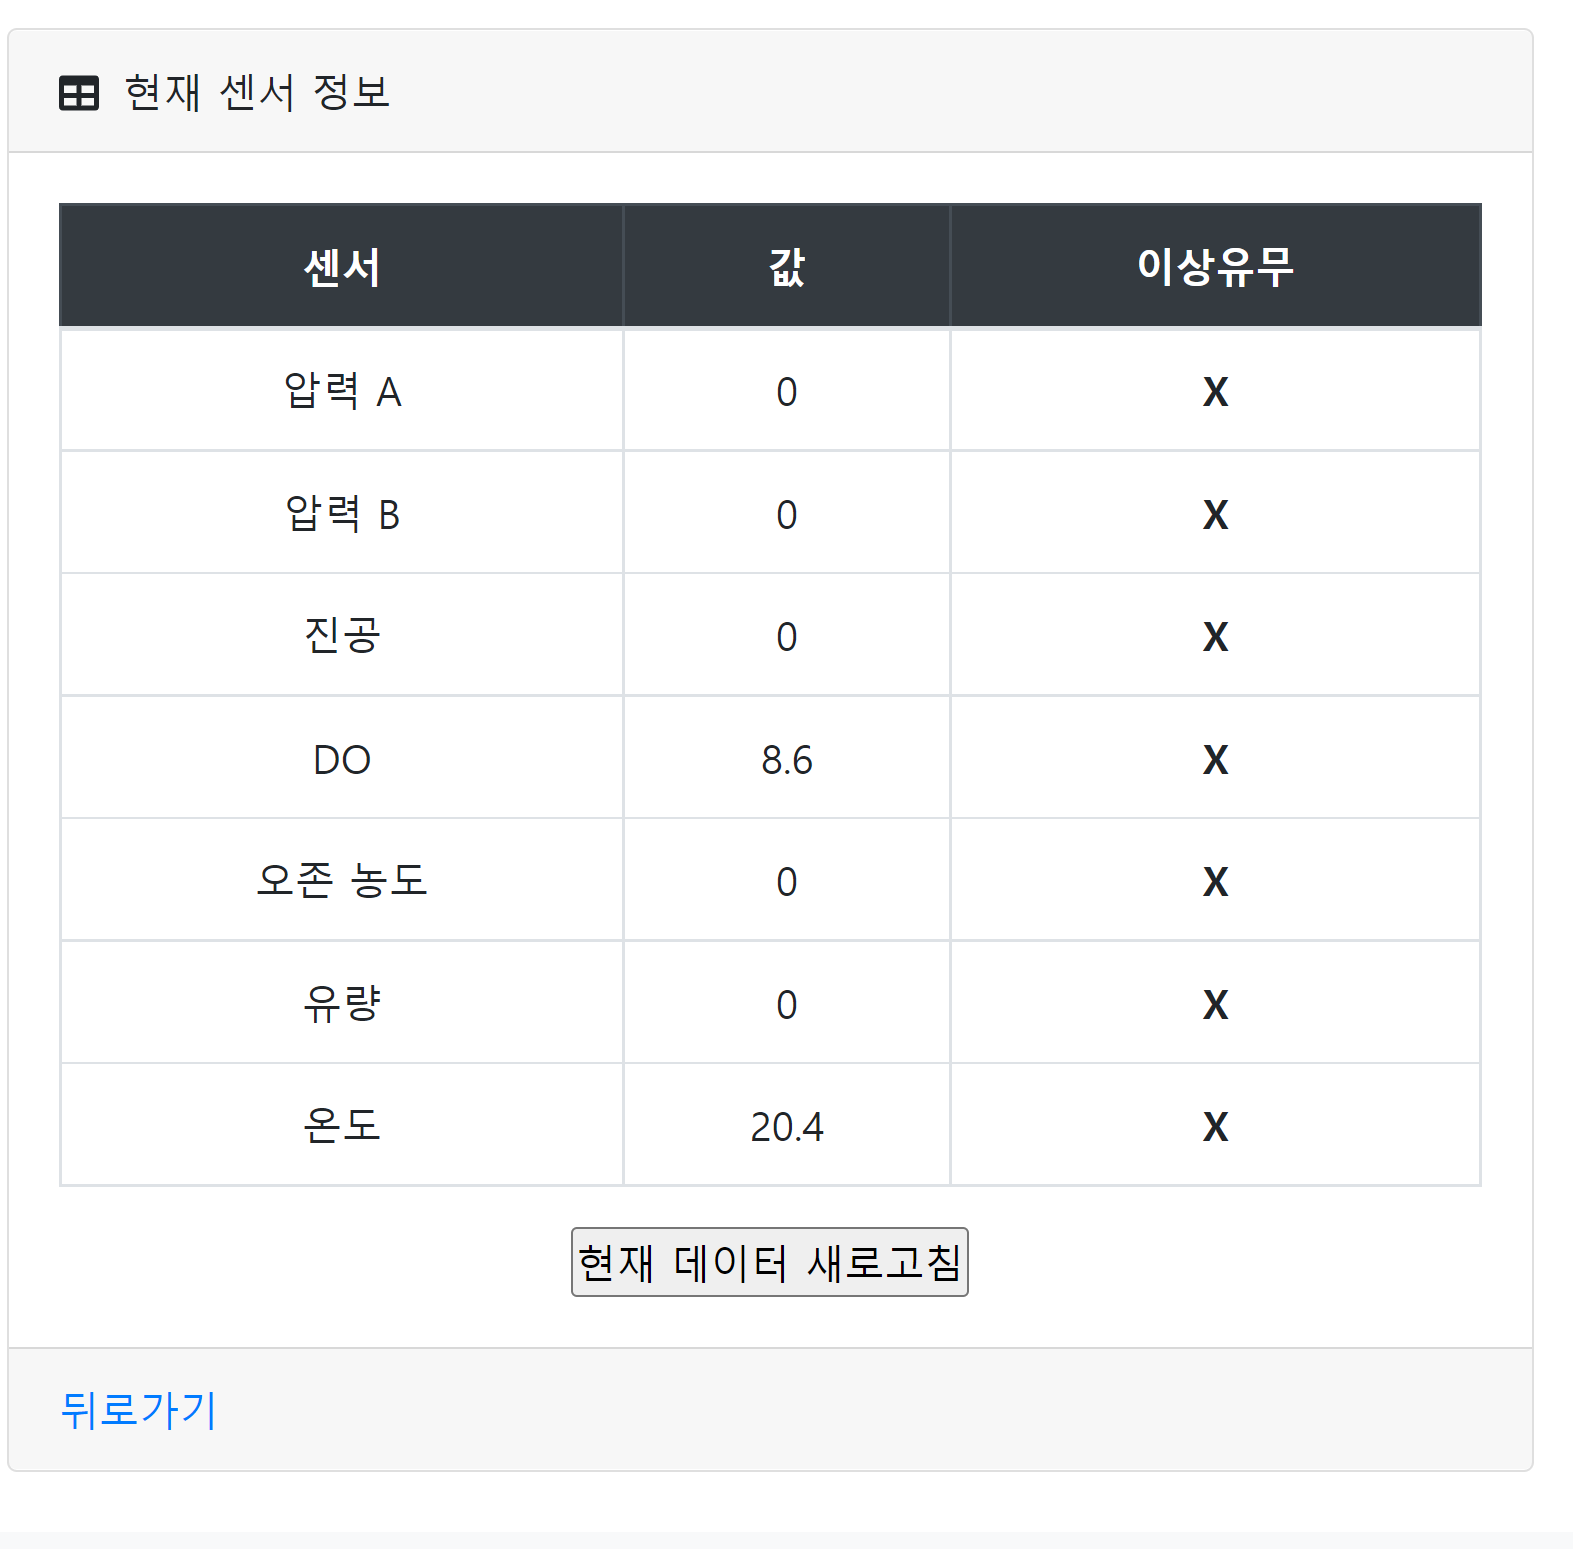 현재 센서 정보
센서 값 이상유무
압력 A 0 X
압력 B 0 X
진공 0 X
DO 8.6 X
오존 농도 0 X
유량 0 X
온도 20.4 X
현재 데이터 새로고침
뒤로가기